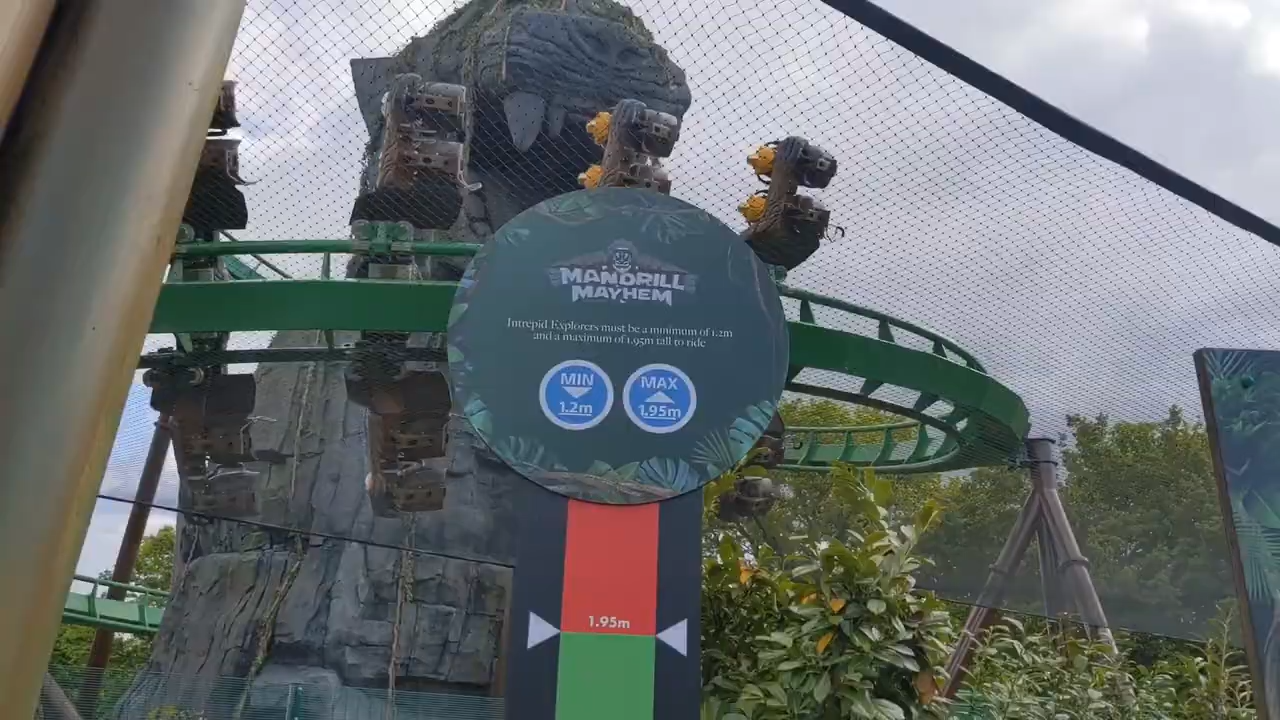 MANDRILL
MAYHEM
Intrepid Explorers must be a minimum of 1.2m
and a maximum of 1.95m tall to ride
MIN
1.2m
MAX
1.95m
1.95m